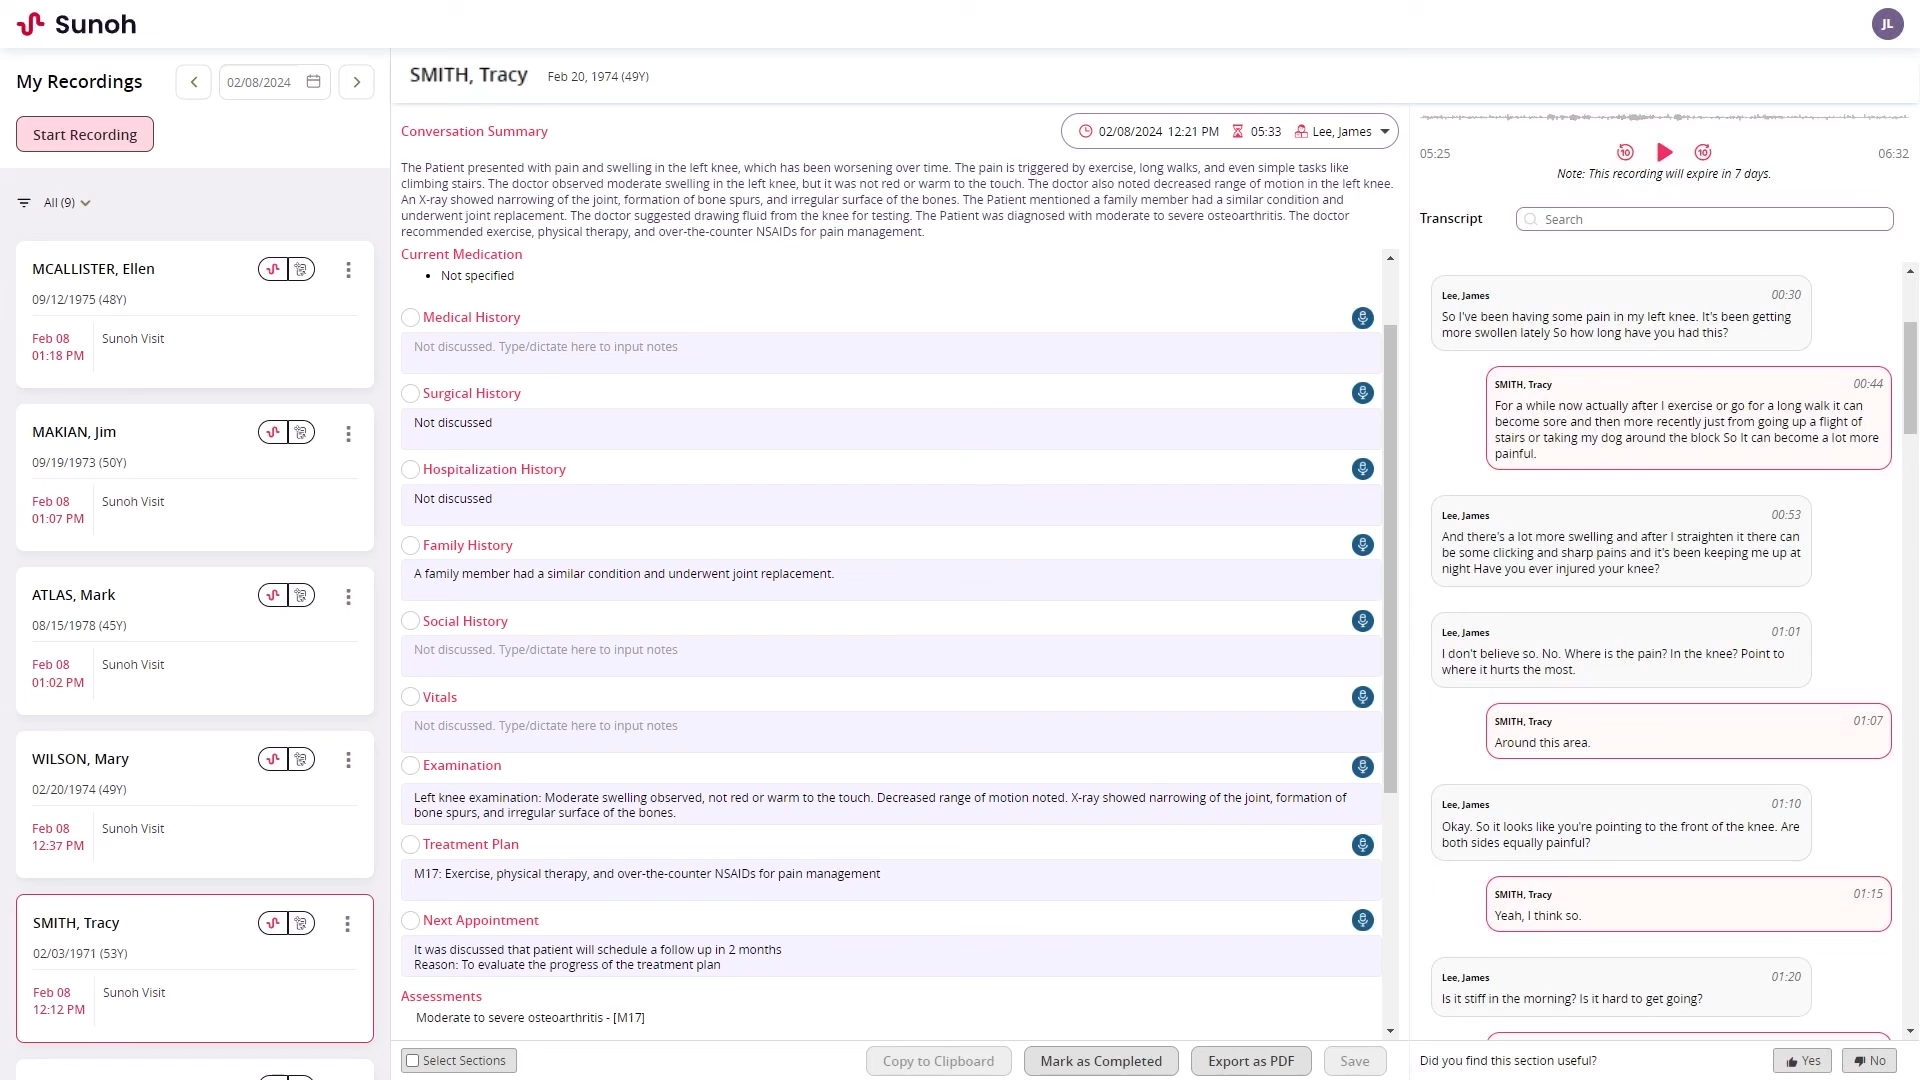 Sunoh
JL
My Recordings
02/08/2024
Start Recording
All (9)
MCALLISTER, Ellen
09/12/1975 (48Y)
Feb 08
01:18 PM
Sunoh Visit
MAKIAN, Jim
09/19/1973 (50Y)
Feb 08
01:07 PM
Sunoh Visit
ATLAS, Mark
08/15/1978 (45Y)
Feb 08
01:02 PM
Sunoh Visit
WILSON, Mary
02/20/1974 (49Y)
Feb 08
12:37 PM
Sunoh Visit
SMITH, Tracy
02/03/1971 (53Y)
Feb 08
12:12 PM
Sunoh Visit
SMITH, Tracy Feb 20, 1974 (49Y)
Conversation Summary
02/08/2024 12:21 PM 05:33 Lee, James
The Patient presented with pain and swelling in the left knee, which has been worsening over time. The pain is triggered by exercise, long walks, and even simple tasks like
climbing stairs. The doctor observed moderate swelling in the left knee, but it was not red or warm to the touch. The doctor also noted decreased range of motion in the left knee.
An X-ray showed narrowing of the joint, formation of bone spurs, and irregular surface of the bones. The Patient mentioned a family member had a similar condition and
underwent joint replacement. The doctor suggested drawing fluid from the knee for testing. The Patient was diagnosed with moderate to severe osteoarthritis. The doctor
recommended exercise, physical therapy, and over-the-counter NSAIDs for pain management.
Current Medication
• Not specified
Medical History
Not discussed. Type/dictate here to input notes
Surgical History
Not discussed
Hospitalization History
Not discussed
Family History
A family member had a similar condition and underwent joint replacement.
Social History
Not discussed. Type/dictate here to input notes
Vitals
Not discussed. Type/dictate here to input notes
Examination
Left knee examination: Moderate swelling observed, not red or warm to the touch. Decreased range of motion noted. X-ray showed narrowing of the joint, formation of
bone spurs, and irregular surface of the bones.
Treatment Plan
M17: Exercise, physical therapy, and over-the-counter NSAIDs for pain management
Next Appointment
It was discussed that patient will schedule a follow up in 2 months
Reason: To evaluate the progress of the treatment plan
Assessments
Moderate to severe osteoarthritis - [M17]
Select Sections
Copy to Clipboard
Mark as Completed
Export as PDF
Save
05:25
10
10
06:32
Note: This recording will expire in 7 days.
Transcript
Search
Lee, James 00:30
So I've been having some pain in my left knee. It's been getting
more swollen lately So how long have you had this?
SMITH, Tracy 00:44
For a while now actually after I exercise or go for a long walk it can
become sore and then more recently just from going up a flight of
stairs or taking my dog around the block So It can become a lot more
painful.
Lee, James 00:53
And there's a lot more swelling and after I straighten it there can
be some clicking and sharp pains and it's been keeping me up at
night Have you ever injured your knee?
Lee, James 01:01
I don't believe so. No. Where is the pain? In the knee? Point to
where it hurts the most.
SMITH, Tracy 01:07
Around this area.
Lee, James 01:10
Okay. So it looks like you're pointing to the front of the knee. Are
both sides equally painful?
SMITH, Tracy 01:15
Yeah, I think so.
Lee, James 01:20
Is it stiff in the morning? Is it hard to get going?
Did you find this section useful?
Yes
No